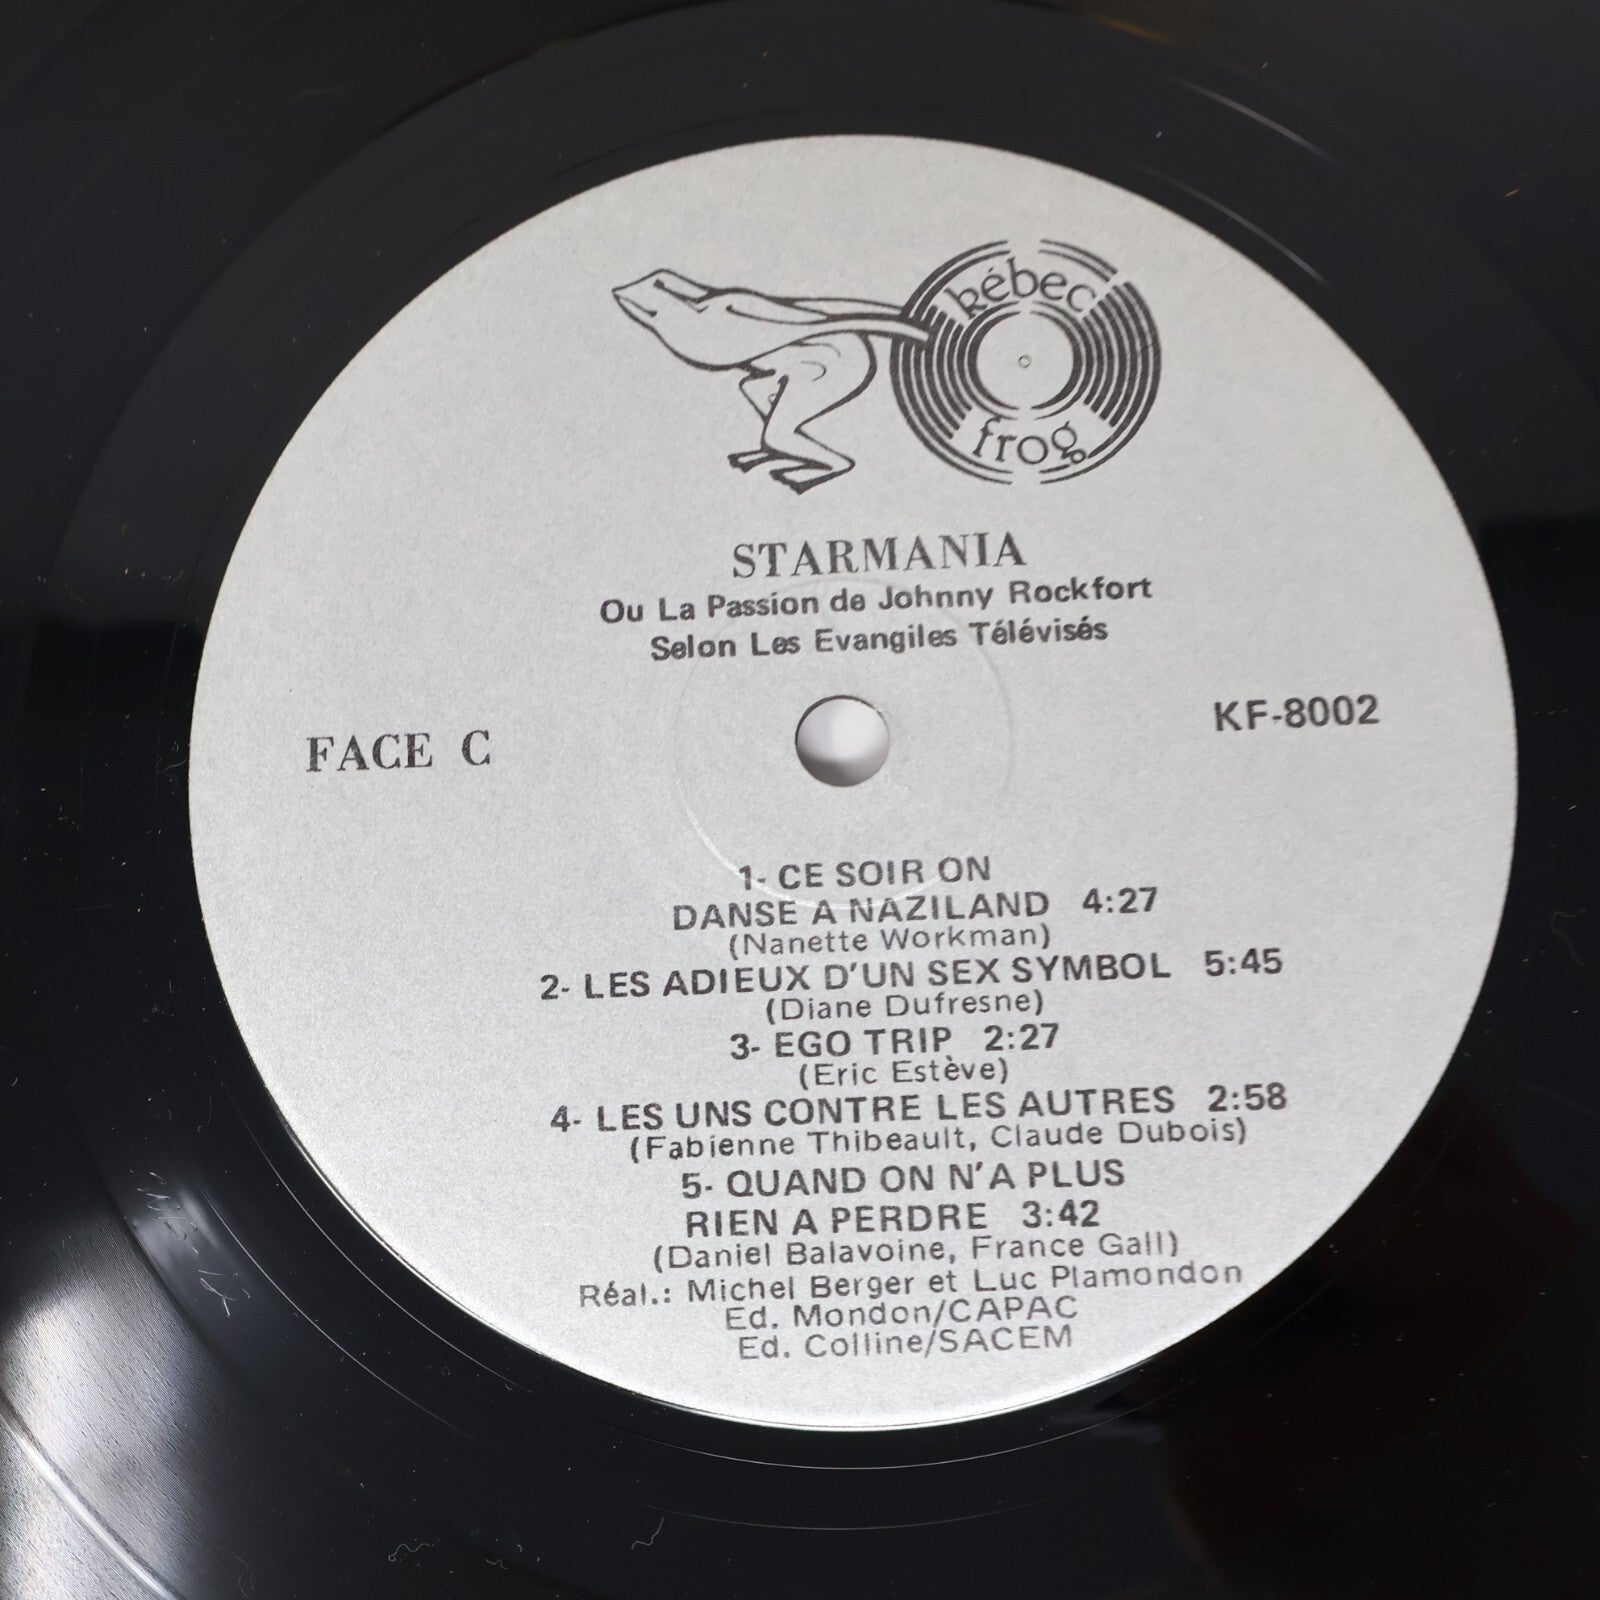 kébec
frog
STARMANIA
Ou La Passion de Johnny Rockfort
Selon Les Evangiles Télévisés
KF-8002
FACE C
1- CE SOIR ON
DANSE A NAZILAND 4:27
(Nanette Workman)
2- LES ADIEUX D'UN SEX SYMBOL 5:45
(Diane Dufresne)
3- EGO TRIP 2:27
(Eric Estève)
4- LES UNS CONTRE LES AUTRES 2:58
(Fabienne Thibeault, Claude Dubois)
5- QUAND ON N'A PLUS
RIEN A PERDRE 3:42
(Daniel Balavoine, France Gall)
Réal.: Michel Berger et Luc Plamondon
Ed. Mondon/CAPAC
Ed. Colline/SACEM